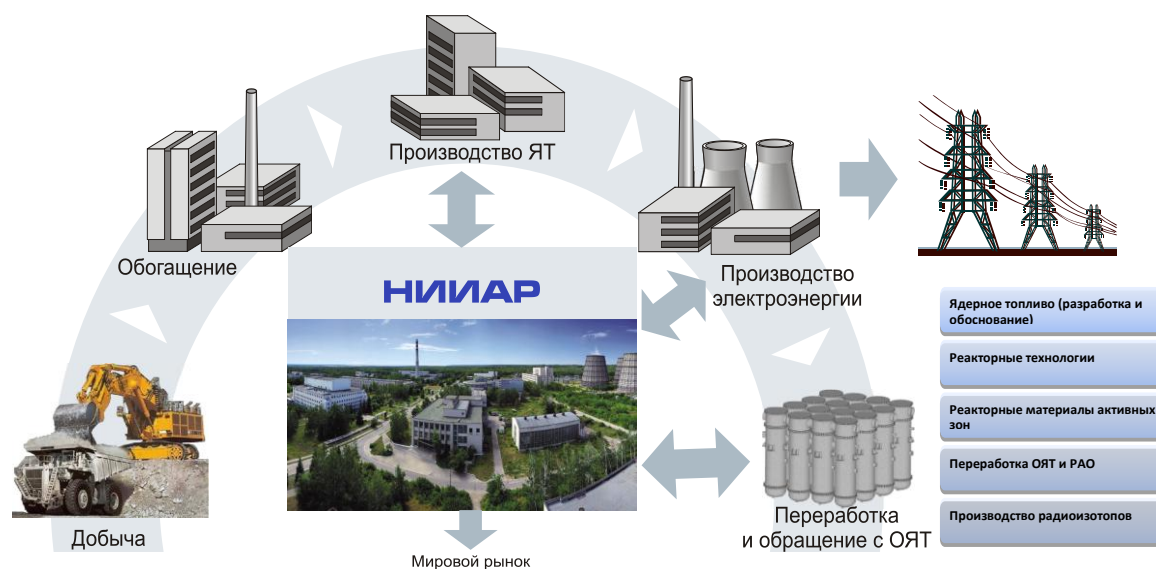 Производство ЯТ
Обогащение
НИИАР
Производство
электроэнергии
Ядерное топливо (разработка и
обоснование)
Реакторные технологии
Реакторные материалы активных
зон
Переработка ОЯТ и РАО
Производство радиоизотопов
Добыча
Переработка
и обращение с ОЯТ
Мировой рынок